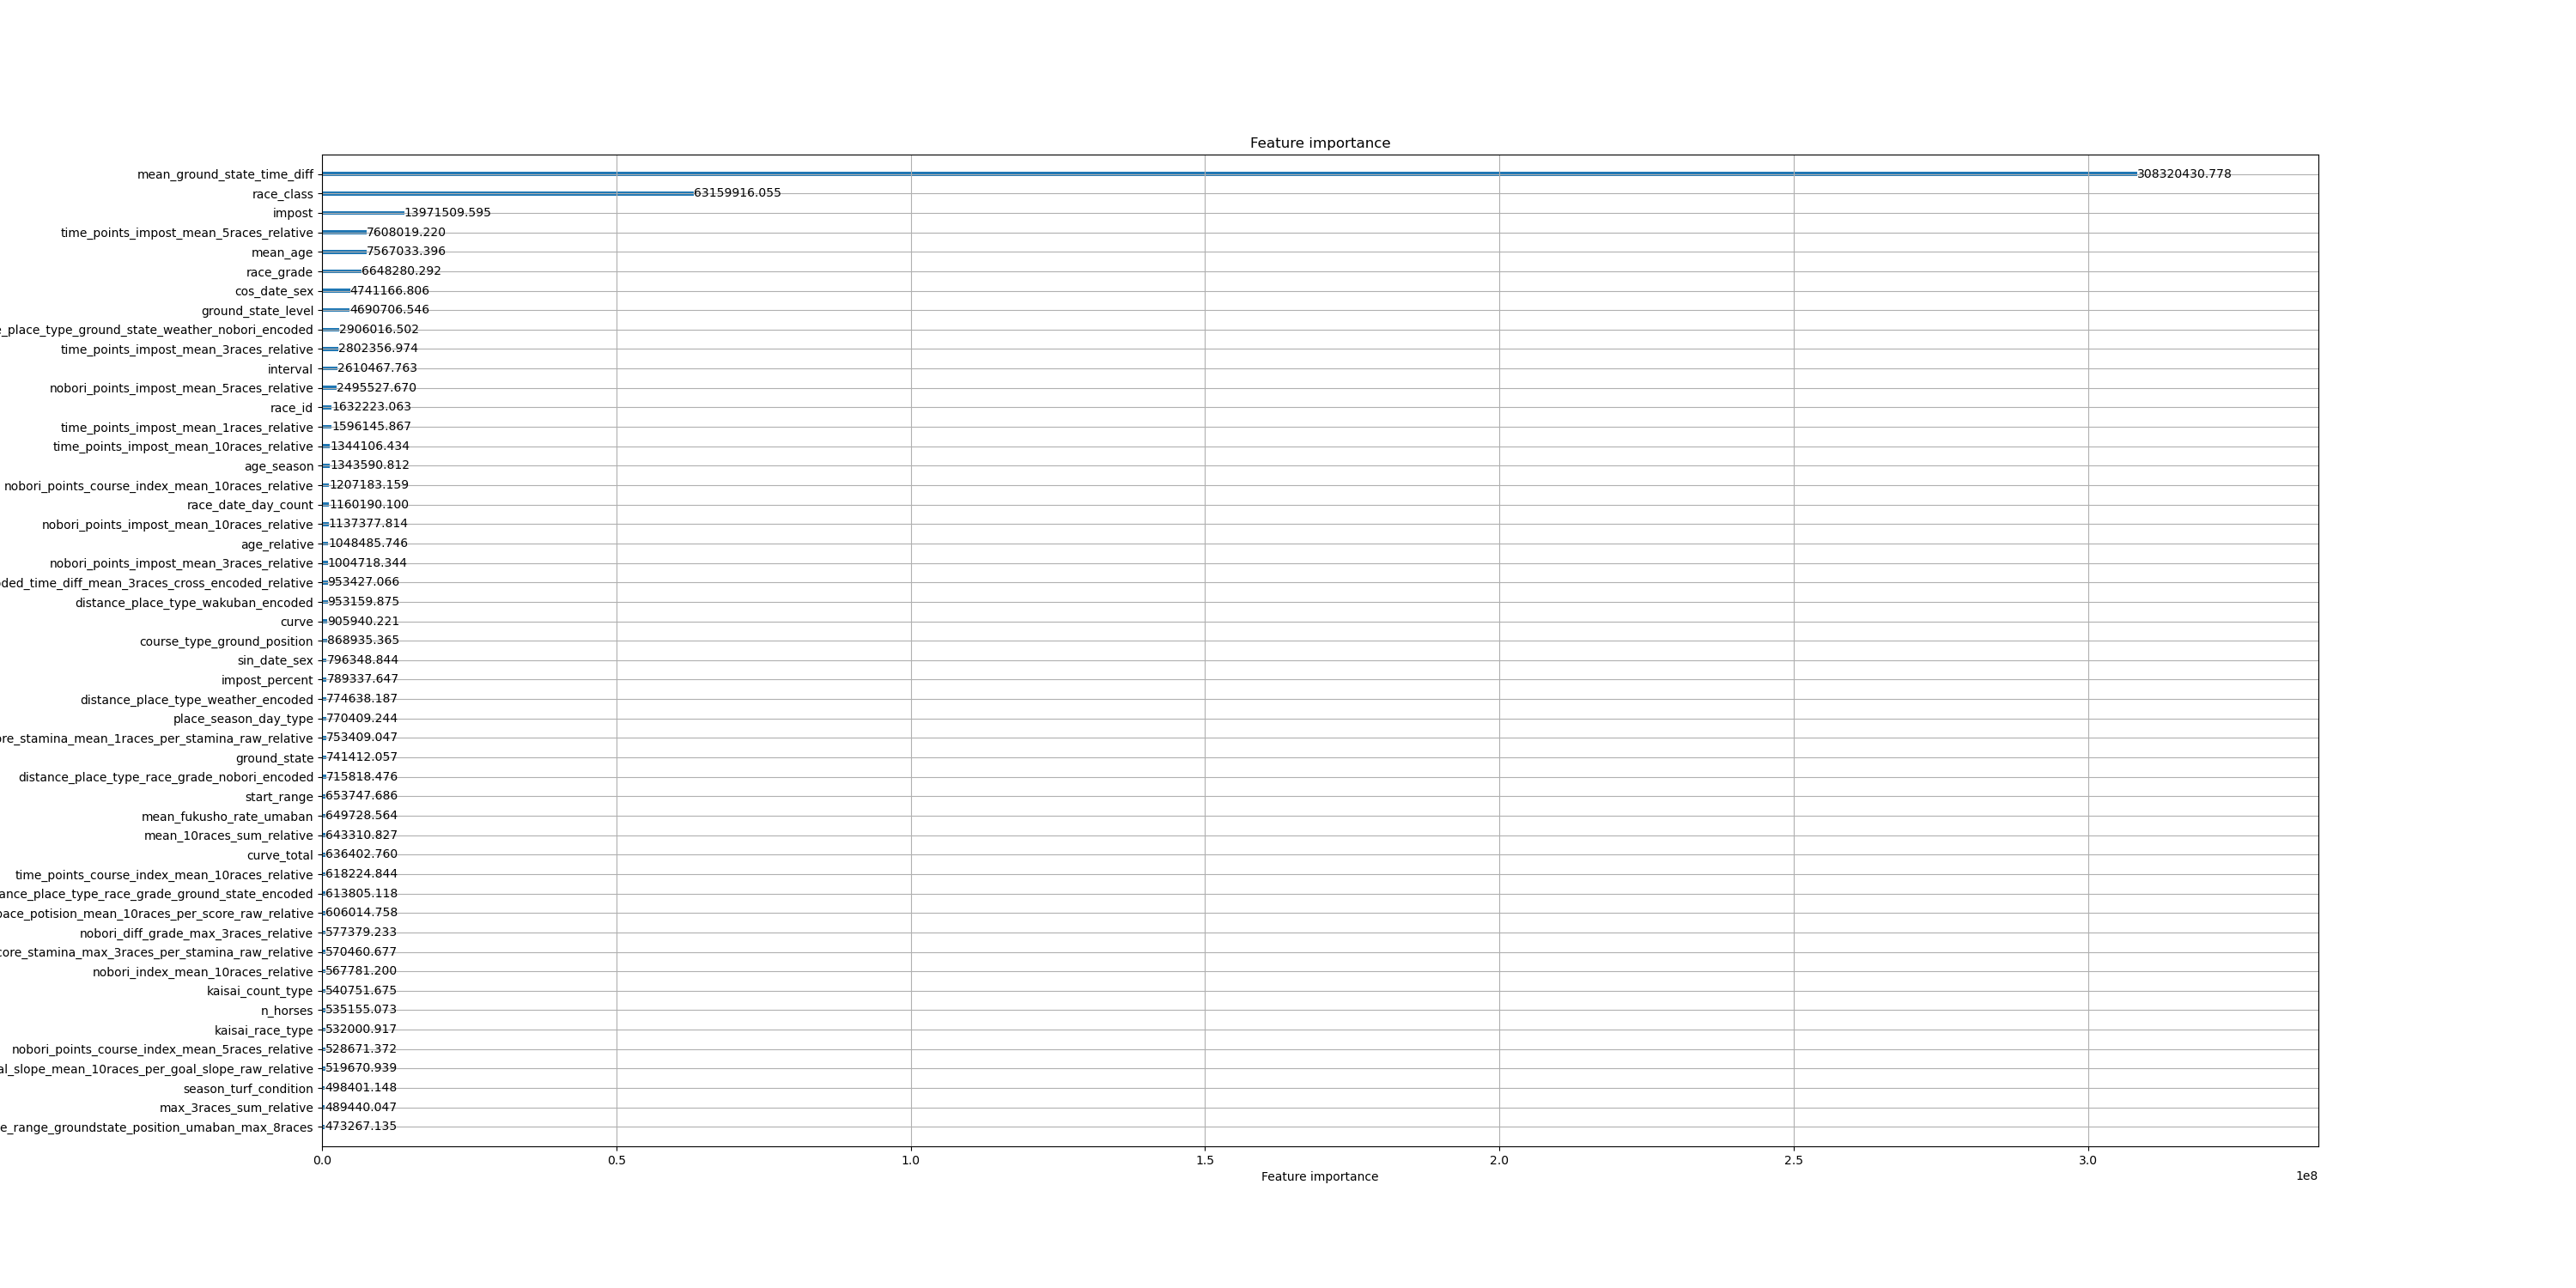 Feature importance
mean_ground_state_time_diff 308320430.778
race_class 63159916.055
impost 13971509.595
time_points_impost_mean_5races_relative 7608019.220
mean_age 7567033.396
race_grade 6648280.292
cos_date_sex 4741166.806
ground_state_level 4690706.546
_place_type_ground_state_weather_nobori_encoded 2906016.502
time_points_impost_mean_3races_relative 2802356.974
interval 2610467.763
nobori_points_impost_mean_5races_relative 2495527.670
race_id 1632223.063
time_points_impost_mean_1races_relative 1596145.867
time_points_impost_mean_10races_relative 1344106.434
age_season 1343590.812
nobori_points_course_index_mean_10races_relative 1207183.159
race_date_day_count 1160190.100
nobori_points_impost_mean_10races_relative 1137377.814
age_relative 1048485.746
nobori_points_impost_mean_3races_relative 1004718.344
ded_time_diff_mean_3races_cross_encoded_relative 953427.066
distance_place_type_wakuban_encoded 953159.875
curve 905940.221
course_type_ground_position 868935.365
sin_date_sex 796348.844
impost_percent 789337.647
distance_place_type_weather_encoded 774638.187
place_season_day_type 770409.244
re_stamina_mean_1races_per_stamina_raw_relative 753409.047
ground_state 741412.057
distance_place_type_race_grade_nobori_encoded 715818.476
start_range 653747.686
mean_fukusho_rate_umaban 649728.564
mean_10races_sum_relative 643310.827
curve_total 636402.760
time_points_course_index_mean_10races_relative 618224.844
ance_place_type_race_grade_ground_state_encoded 613805.118
pace_potision_mean_10races_per_score_raw_relative 606014.758
nobori_diff_grade_max_3races_relative 577379.233
core_stamina_max_3races_per_stamina_raw_relative 570460.677
nobori_index_mean_10races_relative 567781.200
kaisai_count_type 540751.675
n_horses 535155.073
kaisai_race_type 532000.917
nobori_points_course_index_mean_5races_relative 528671.372
al_slope_mean_10races_per_goal_slope_raw_relative 519670.939
season_turf_condition 498401.148
max_3races_sum_relative 489440.047
e_range_groundstate_position_umaban_max_8races 473267.135
0.0 0.5 1.0 1.5 2.0 2.5 3.0
1e8
Feature importance